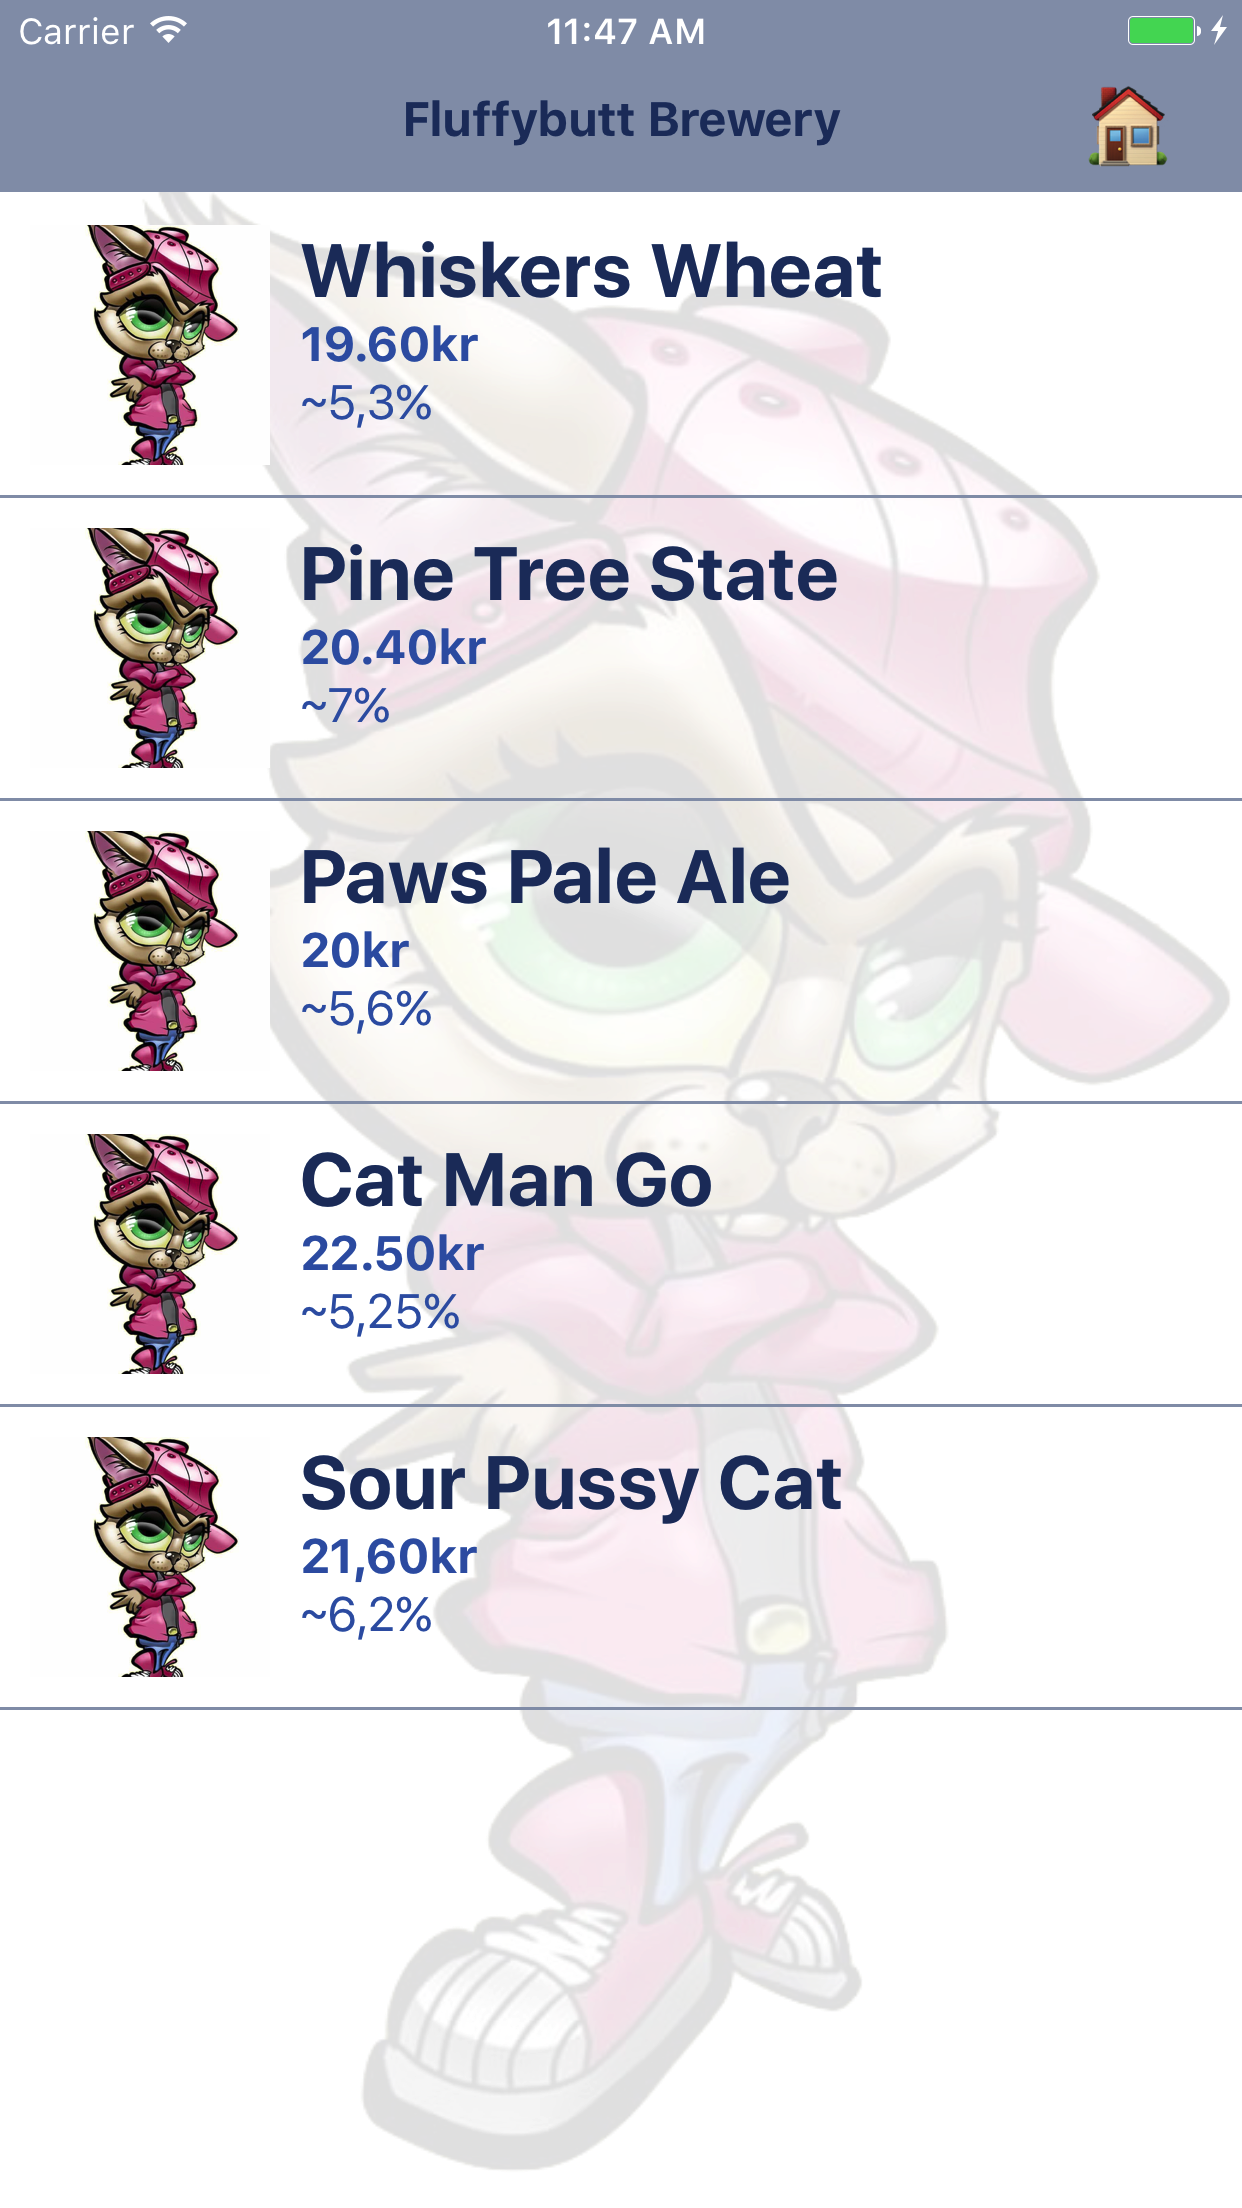 Carrier
11:47 AM
Fluffybutt Brewery
Whiskers Wheat
19.60kr
~5,3%
Pine Tree State
20.40kr
~7%
Paws Pale Ale
20kr
~5,6%
Cat Man Go
22.50kr
~5,25%
Sour Pussy Cat
21,60kr
~6,2%